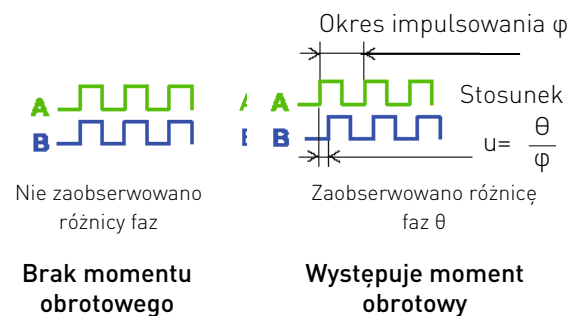 Okres impulsowania φ
A
B
A
B
Stosunek
u= θ
φ
Nie zaobserwowano
różnicy faz
Zaobserwowano różnicę
faz θ
Brak momentu
obrotowego
Występuje moment
obrotowy